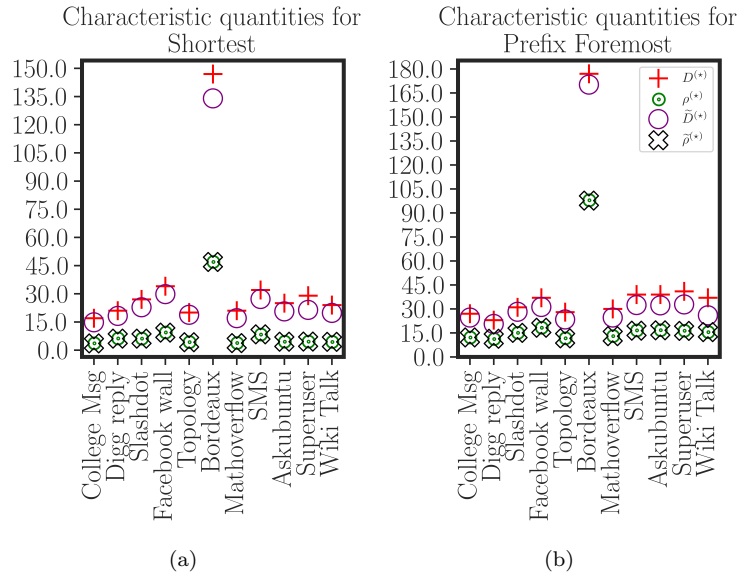 Characteristic quantities for
Shortest
150.0
135.0
120.0
105.0
90.0
75.0
60.0
45.0
30.0
15.0
0.0
College Msg
Digg reply
Slashdot
Facebook wall
Topology
Bordeaux
Mathoverflow
SMS
Askubuntu
Superuser
Wiki Talk
(a)
Characteristic quantities for
Prefix Foremost
180.0
165.0
150.0
135.0
120.0
105.0
90.0
75.0
60.0
45.0
30.0
15.0
0.0
D^(⋆)
ρ^(⋆)
D̃^(⋆)
ρ̃^(⋆)
College Msg
Digg reply
Slashdot
Facebook wall
Topology
Bordeaux
Mathoverflow
SMS
Askubuntu
Superuser
Wiki Talk
(b)